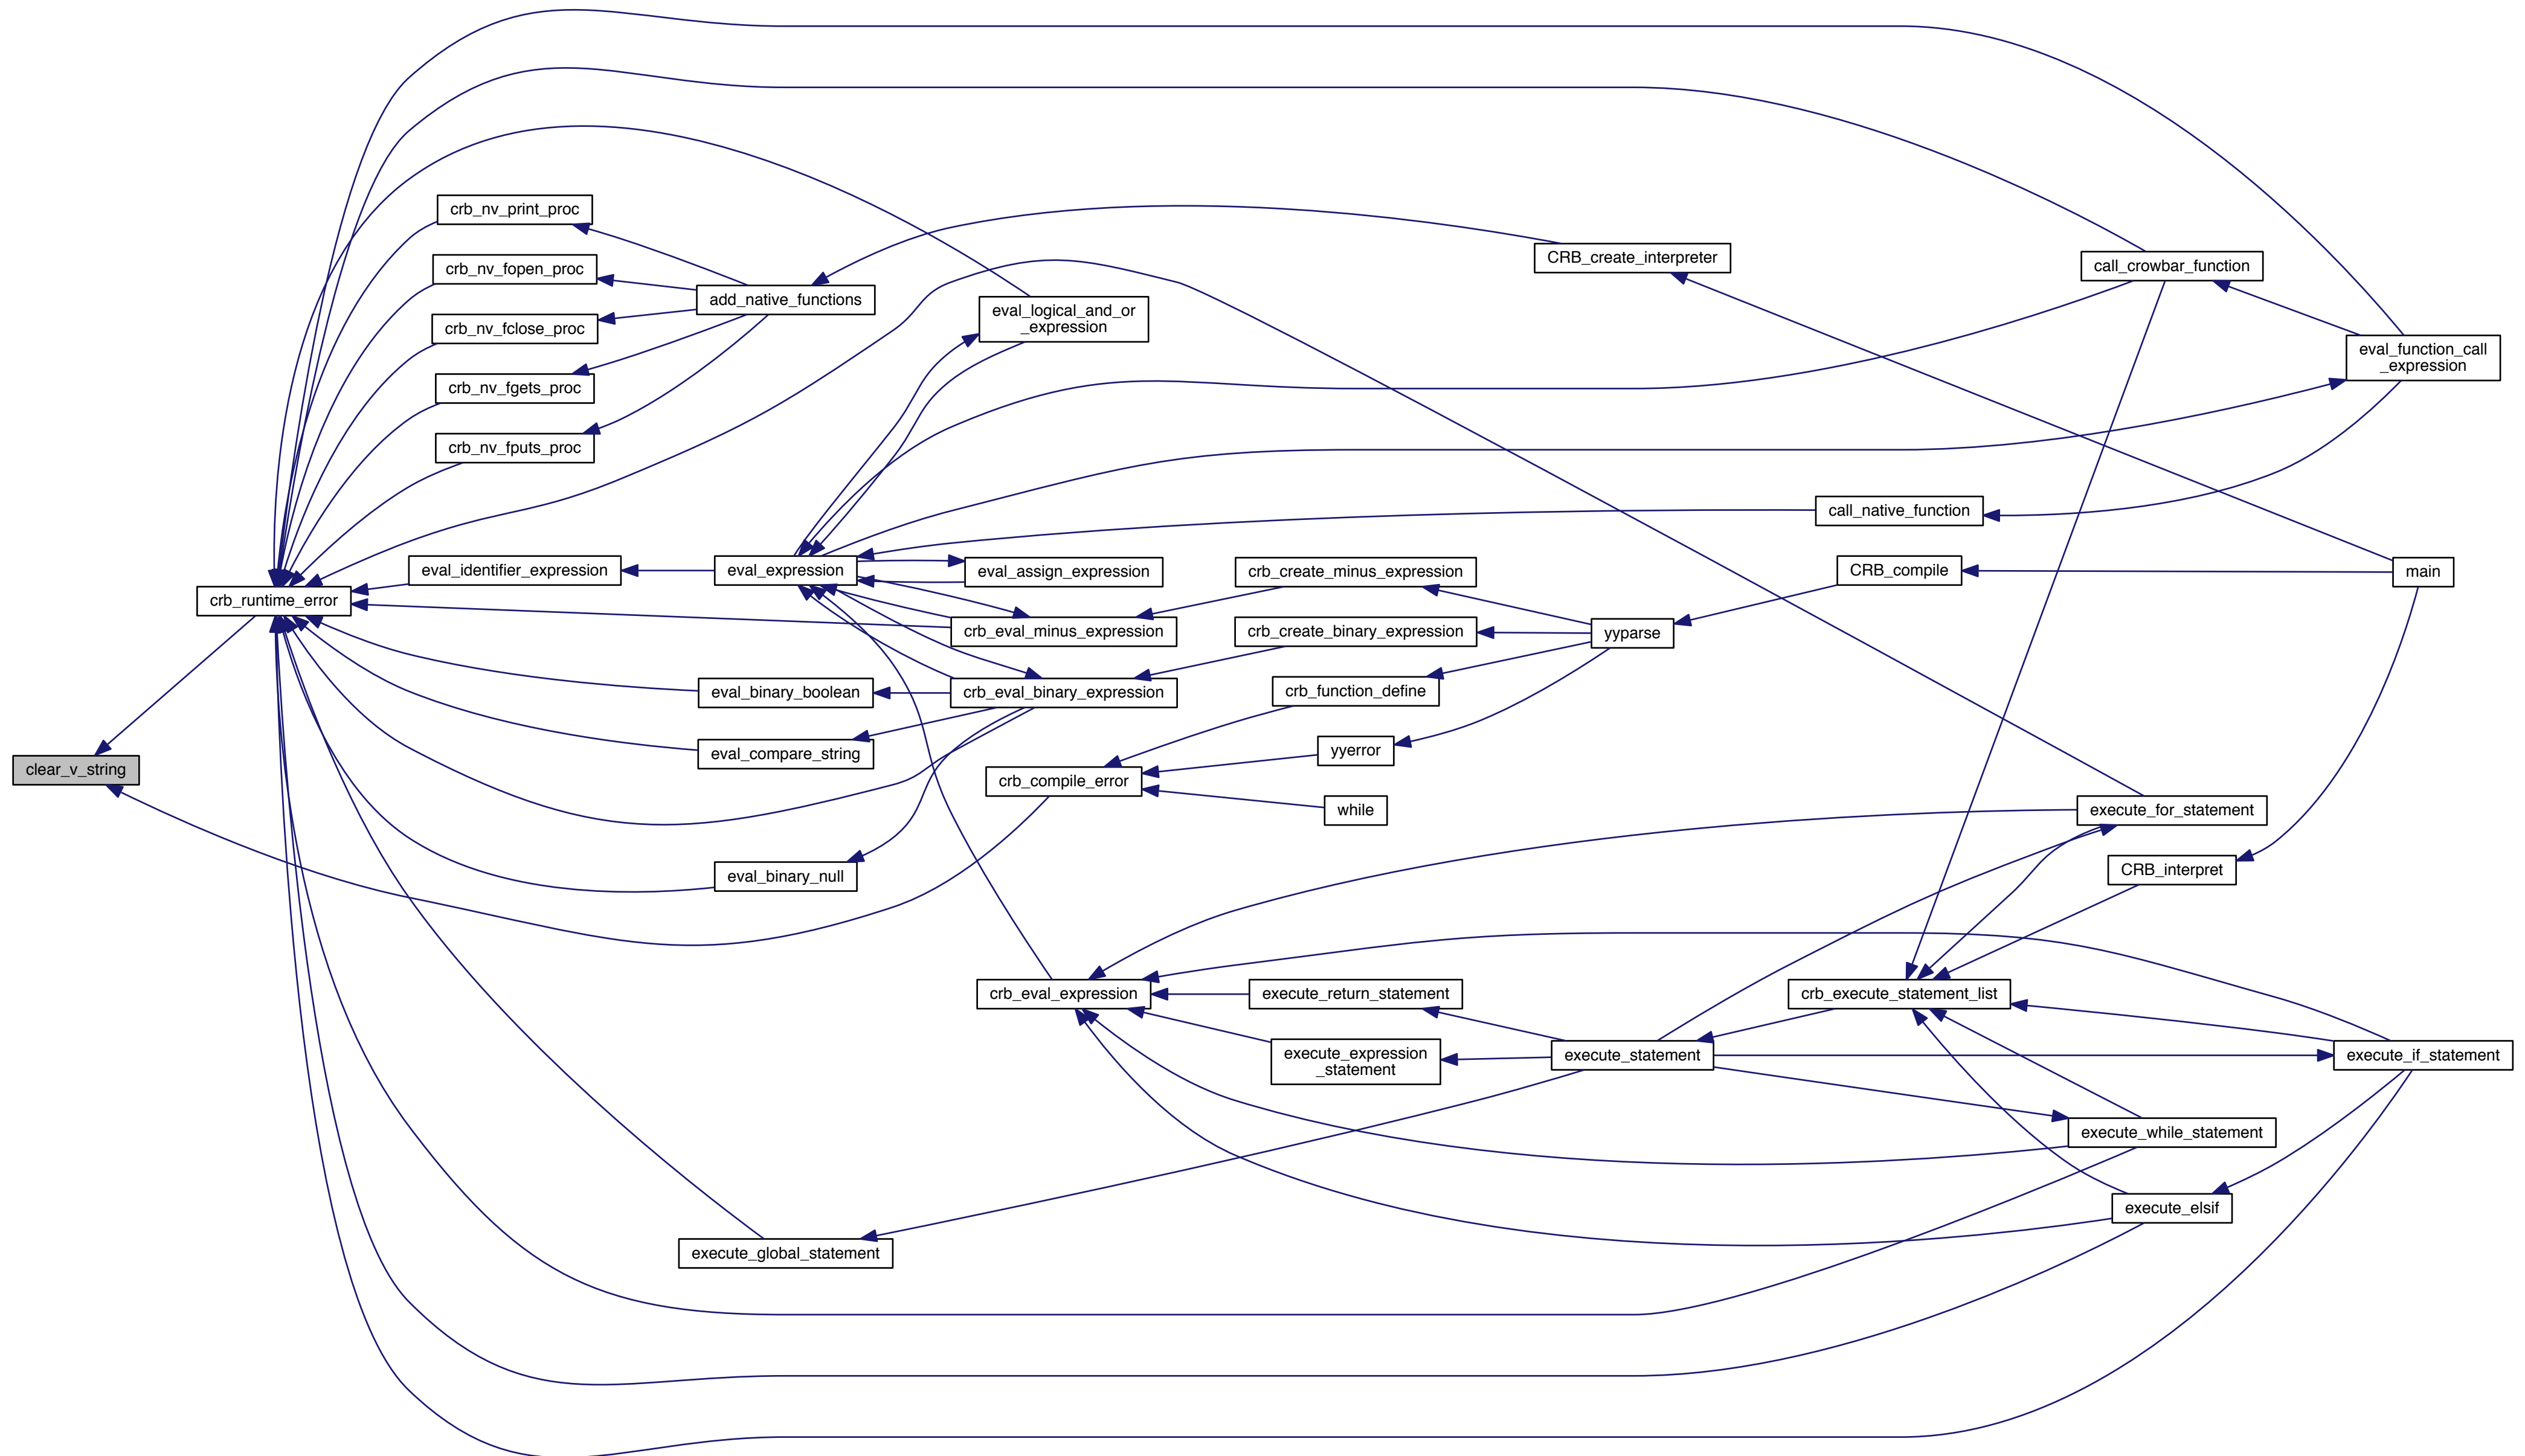 crb_nv_print_proc
crb_nv_fopen_proc
crb_nv_fclose_proc
crb_nv_fgets_proc
crb_nv_fputs_proc
add_native_functions
eval_logical_and_or
_expression
CRB_create_interpreter
call_crowbar_function
eval_function_call
_expression
call_native_function
eval_identifier_expression
eval_expression
eval_assign_expression
crb_create_minus_expression
CRB_compile
main
crb_runtime_error
crb_eval_minus_expression
crb_create_binary_expression
yyparse
eval_binary_boolean
crb_eval_binary_expression
crb_function_define
eval_compare_string
yyerror
clear_v_string
crb_compile_error
while
execute_for_statement
eval_binary_null
CRB_interpret
crb_eval_expression
execute_return_statement
crb_execute_statement_list
execute_expression
_statement
execute_statement
execute_if_statement
execute_while_statement
execute_elsif
execute_global_statement